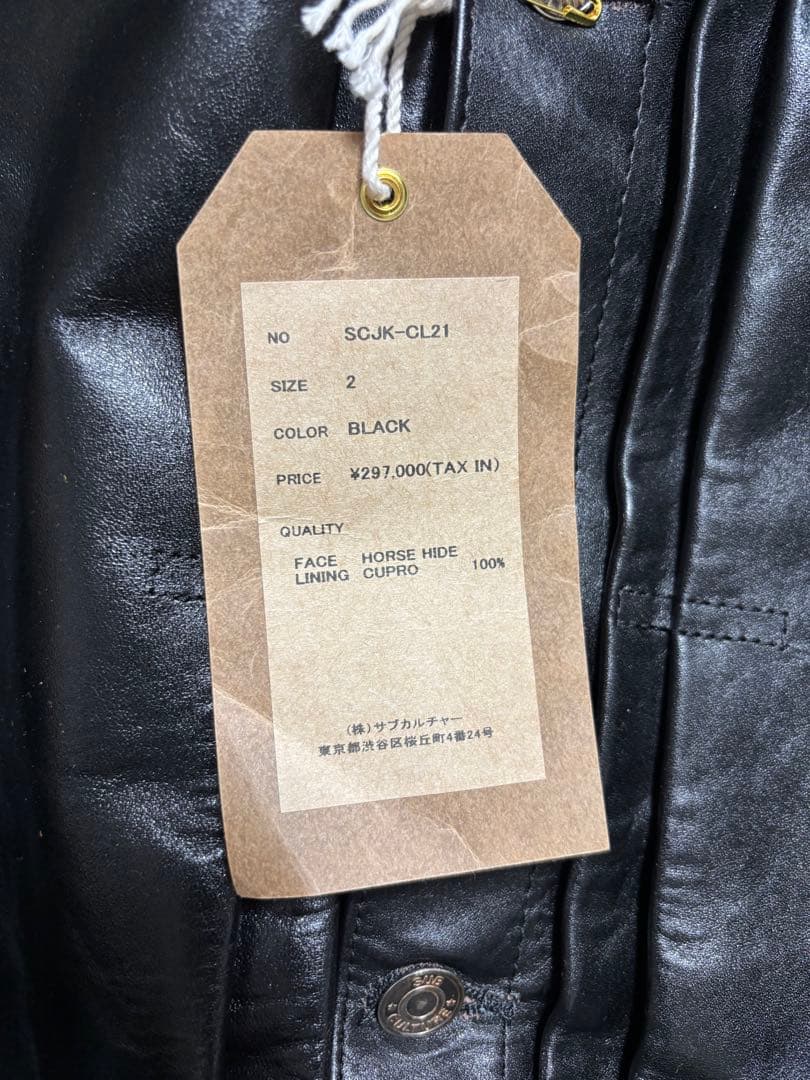 NO SCJK-CL21
SIZE 2
COLOR BLACK
PRICE ¥297,000(TAX IN)
QUALITY
FACE HORSE HIDE
LINING CUPRO 100%
(株)サブカルチャー
東京都渋谷区桜丘町4番24号
SUB
CULTURE